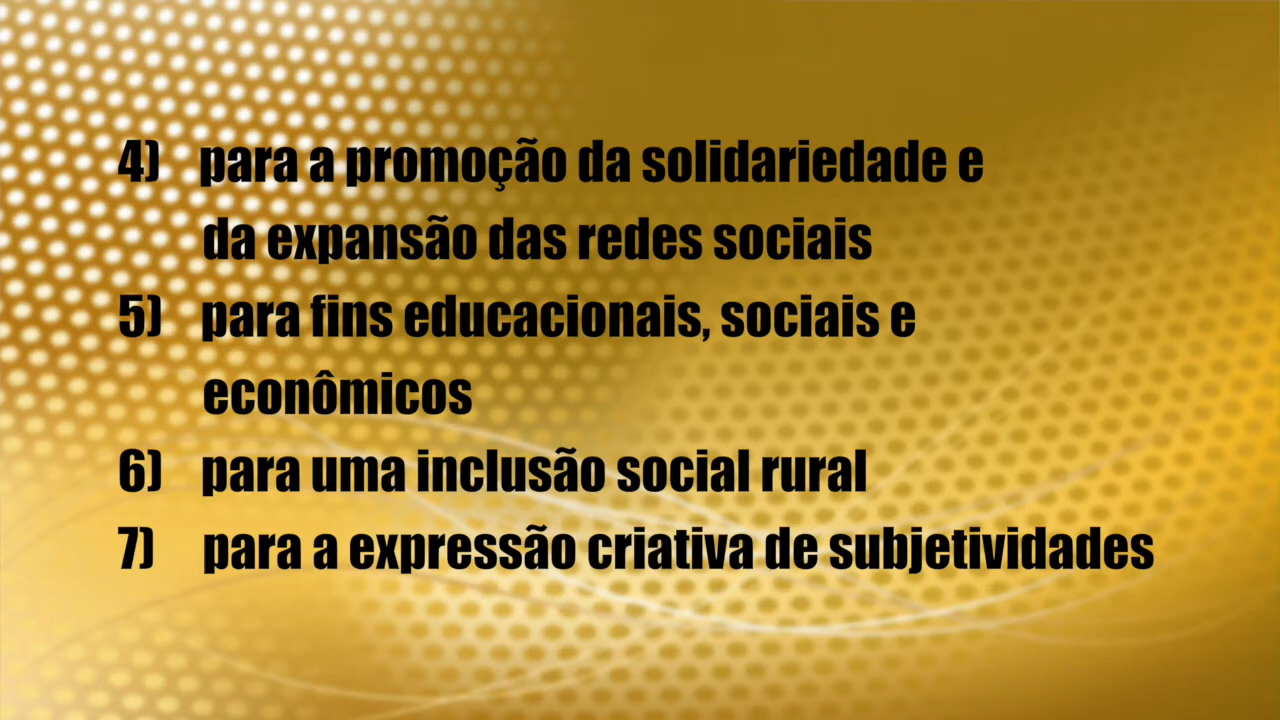 4) para a promoção da solidariedade e
da expansão das redes sociais
5) para fins educacionais, sociais e
econômicos
6) para uma inclusão social rural
7) para a expressão criativa de subjetividades